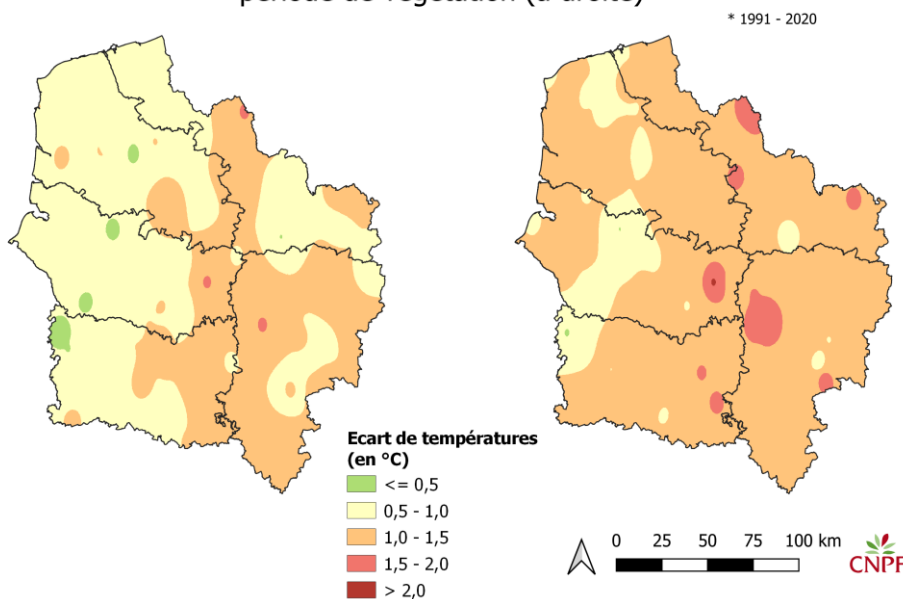 période de végétation (à droite)
* 1991 - 2020
Ecart de températures
(en °C)
<= 0,5
0,5 - 1,0
1,0 - 1,5
1,5 - 2,0
> 2,0
0 25 50 75 100 km
CNPF